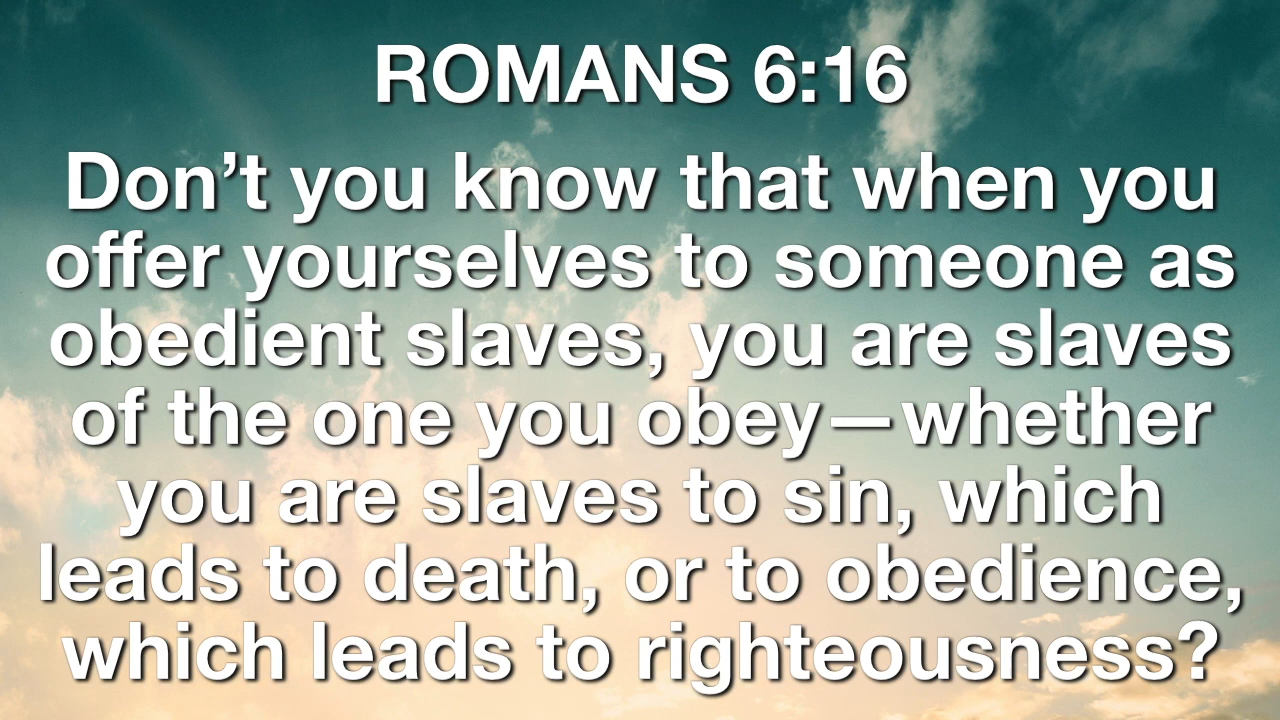 ROMANS 6:16
Don’t you know that when you
offer yourselves to someone as
obedient slaves, you are slaves
of the one you obey—whether
you are slaves to sin, which
leads to death, or to obedience,
which leads to righteousness?